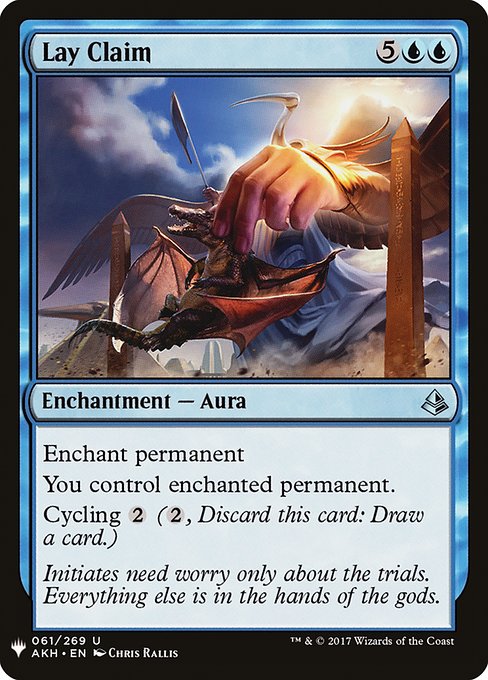 Lay Claim 5
Enchantment — Aura
Enchant permanent
You control enchanted permanent.
Cycling 2 (2, Discard this card: Draw
a card.)
Initiates need worry only about the trials.
Everything else is in the hands of the gods.
061/269 U
AKH • EN Chris Rallis
™ & © 2017 Wizards of the Coast